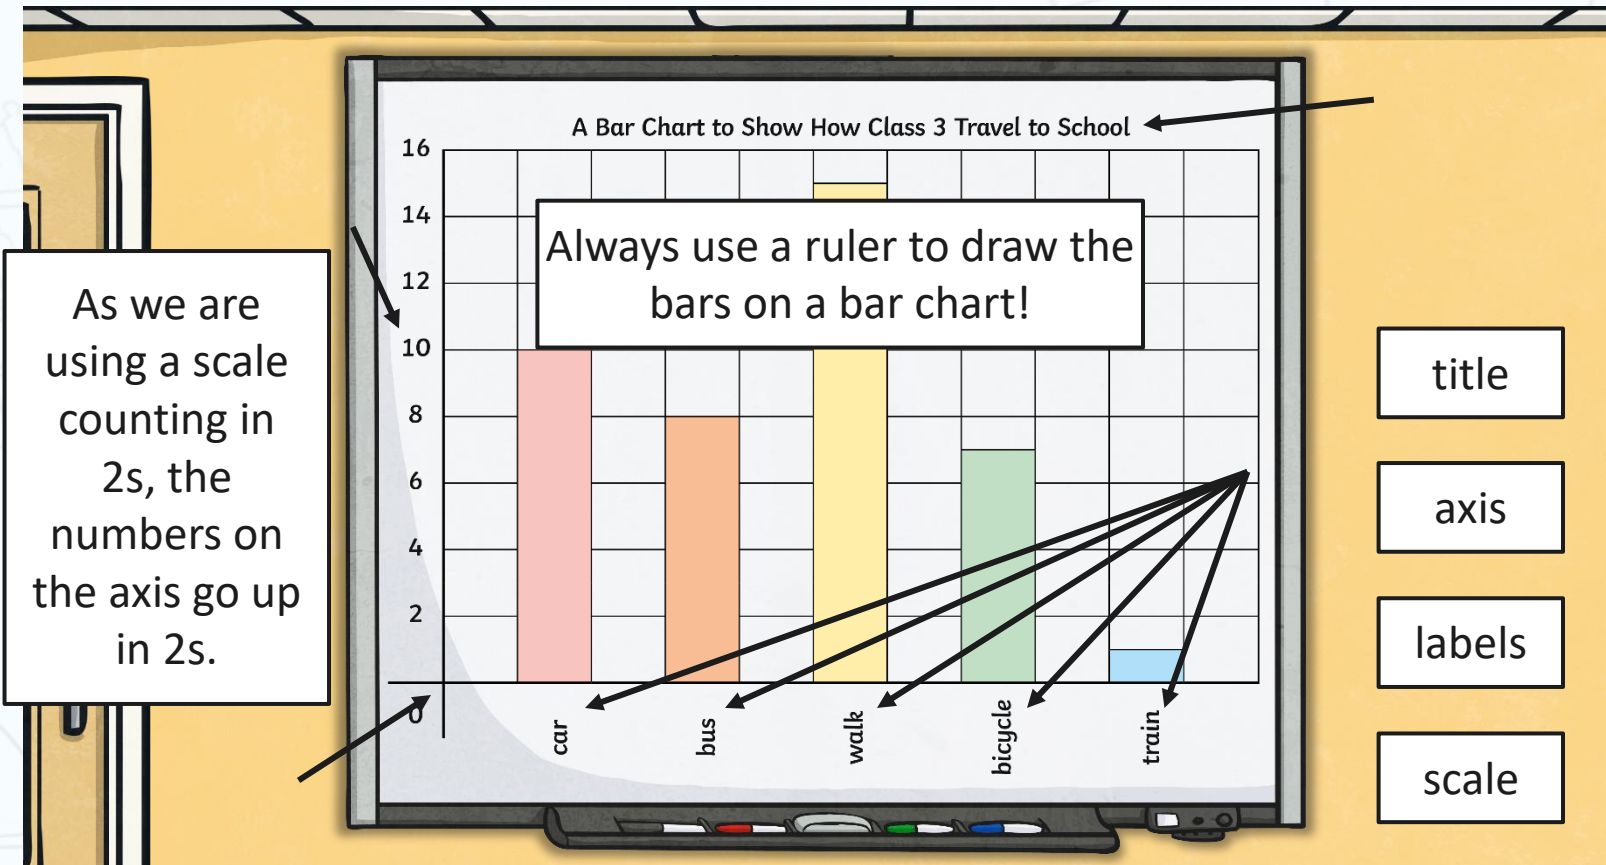 A Bar Chart to Show How Class 3 Travel to School
16
14
12
10
8
6
4
2
0
car
bus
walk
bicycle
train
Always use a ruler to draw the
bars on a bar chart!
As we are
using a scale
counting in
2s, the
numbers on
the axis go up
in 2s.
title
axis
labels
scale